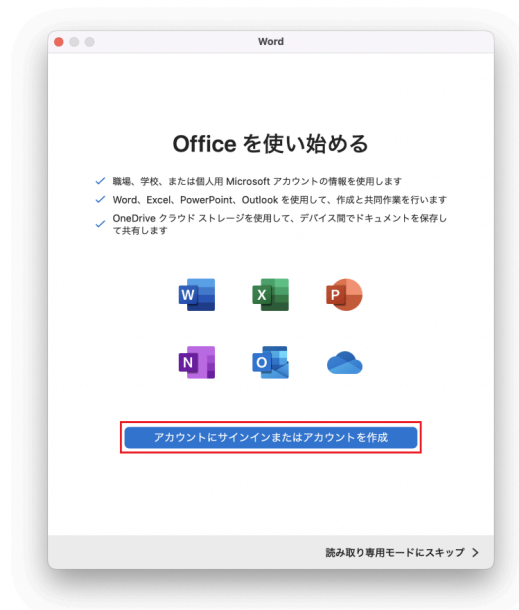 Word
Office を使い始める
職場、学校、または個人用 Microsoft アカウントの情報を使用します
Word、Excel、PowerPoint、Outlook を使用して、作成と共同作業を行います
OneDrive クラウド ストレージを使用して、デバイス間でドキュメントを保存し
て共有します
W X P
N O
アカウントにサインインまたはアカウントを作成
読み取り専用モードにスキップ